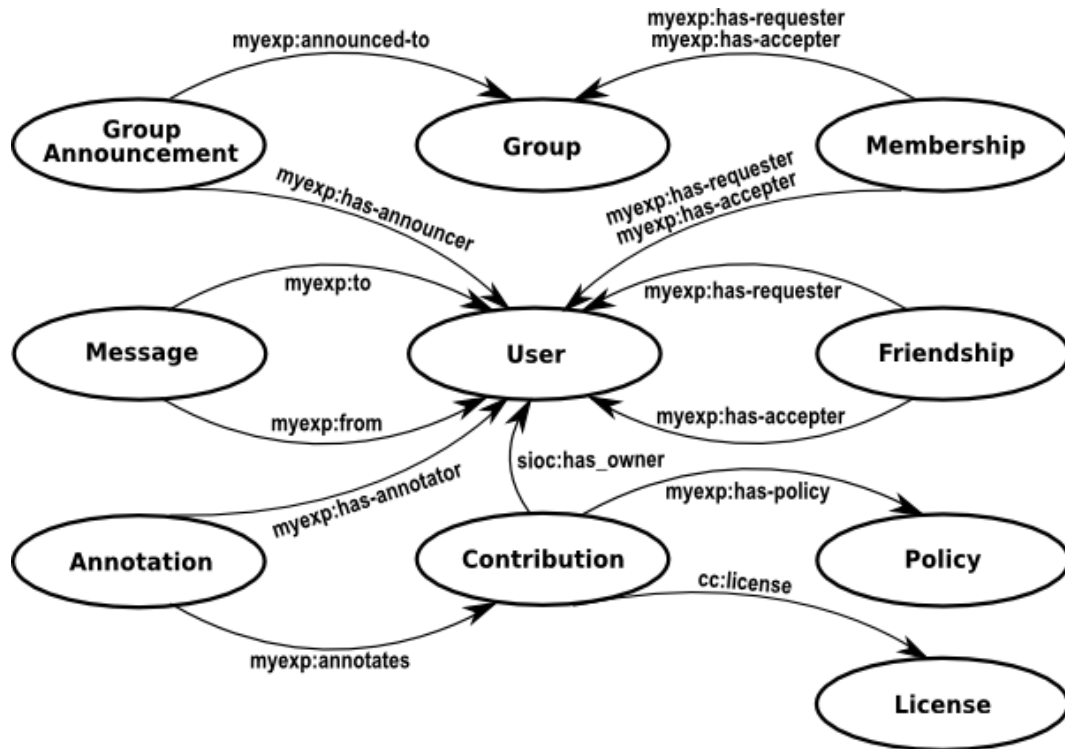 myexp:has-requester
myexp:has-accepter
myexp:announced-to
Group
Announcement
Group
Membership
myexp:has-announcer
myexp:has-requester
myexp:has-accepter
myexp:to
myexp:has-requester
Message
User
Friendship
myexp:from
myexp:has-accepter
sioc:has_owner
myexp:has-annotator
myexp:has-policy
Annotation
Contribution
Policy
cc:license
myexp:annotates
License